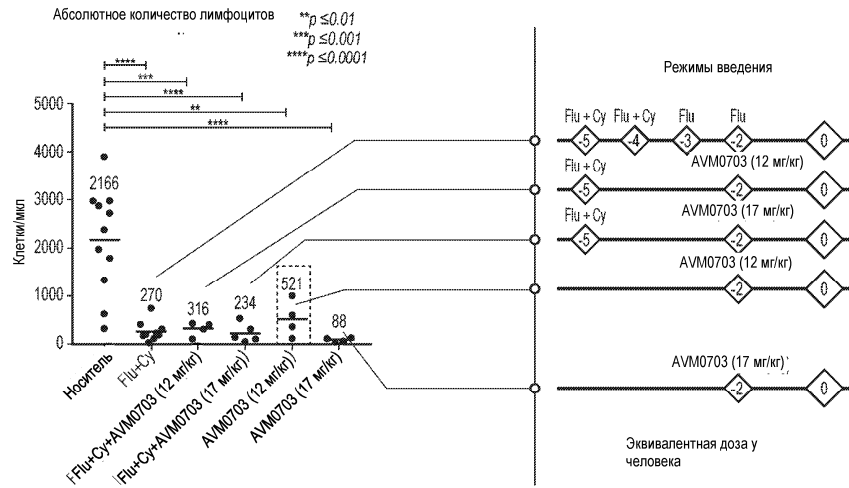 Абсолютное количество лимфоцитов
**p ≤0.01
***p ≤0.001
****p ≤0.0001
****
***
****
**
****
Клетки/мкл
5000
4000
3000
2000
1000
0
2166
270
316
234
521
88
Носитель
Flu+Cy
Flu+Cy+AVM0703 (12 мг/кг)
Flu+Cy+AVM0703 (17 мг/кг)
AVM0703 (12 мг/кг)
AVM0703 (17 мг/кг)
Режимы введения
Flu + Cy Flu + Cy Flu Flu
-5 -4 -3 -2 0
Flu + Cy AVM0703 (12 мг/кг)
-5 -2 0
Flu + Cy AVM0703 (17 мг/кг)
-5 -2 0
AVM0703 (12 мг/кг)
-2 0
AVM0703 (17 мг/кг)
-2 0
Эквивалентная доза у
человека